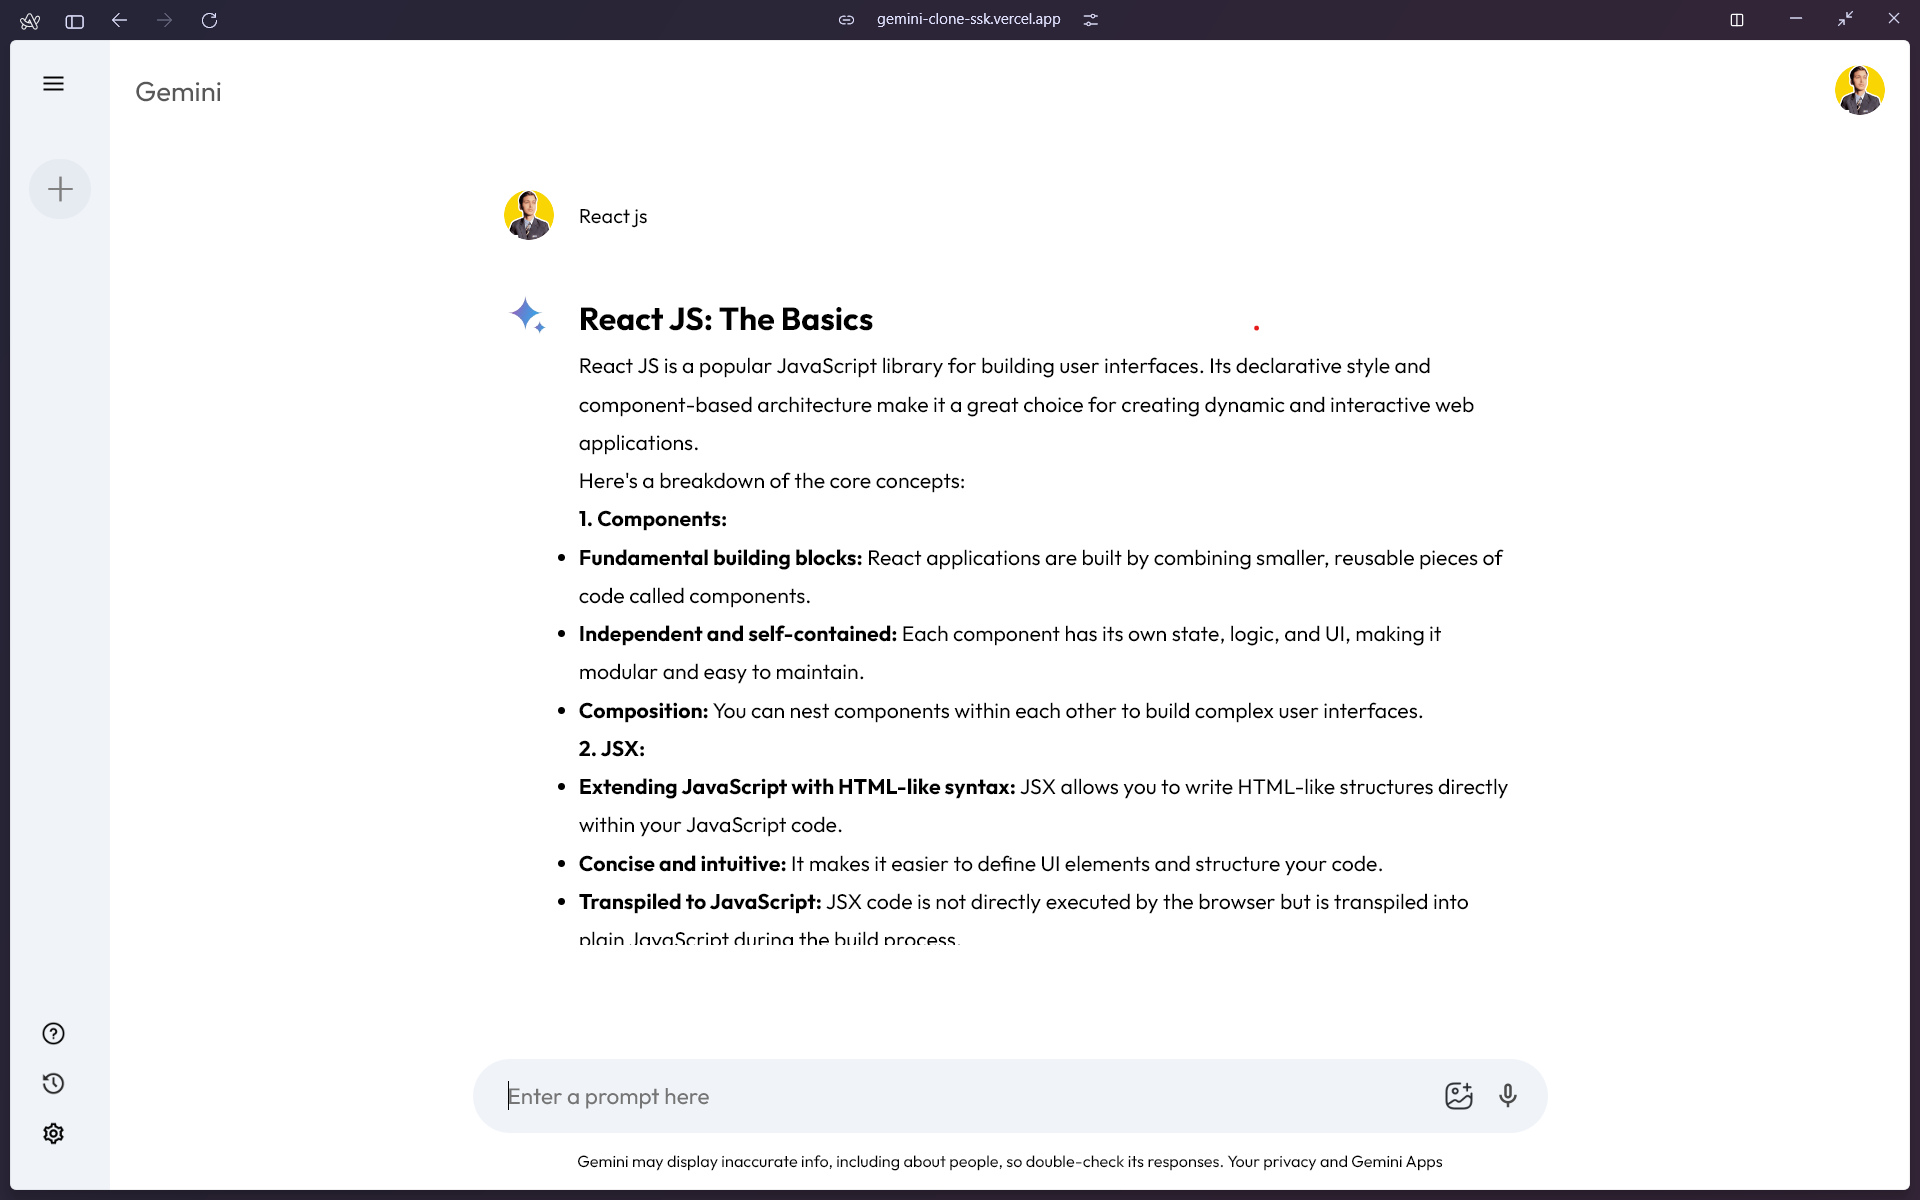 gemini-clone-ssk.vercel.app
Gemini
React js
React JS: The Basics
React JS is a popular JavaScript library for building user interfaces. Its declarative style and
component-based architecture make it a great choice for creating dynamic and interactive web
applications.
Here's a breakdown of the core concepts:
1. Components:
• Fundamental building blocks: React applications are built by combining smaller, reusable pieces of
code called components.
• Independent and self-contained: Each component has its own state, logic, and UI, making it
modular and easy to maintain.
• Composition: You can nest components within each other to build complex user interfaces.
2. JSX:
• Extending JavaScript with HTML-like syntax: JSX allows you to write HTML-like structures directly
within your JavaScript code.
• Concise and intuitive: It makes it easier to define UI elements and structure your code.
• Transpiled to JavaScript: JSX code is not directly executed by the browser but is transpiled into
plain JavaScript during the build process.
Enter a prompt here
Gemini may display inaccurate info, including about people, so double-check its responses. Your privacy and Gemini Apps